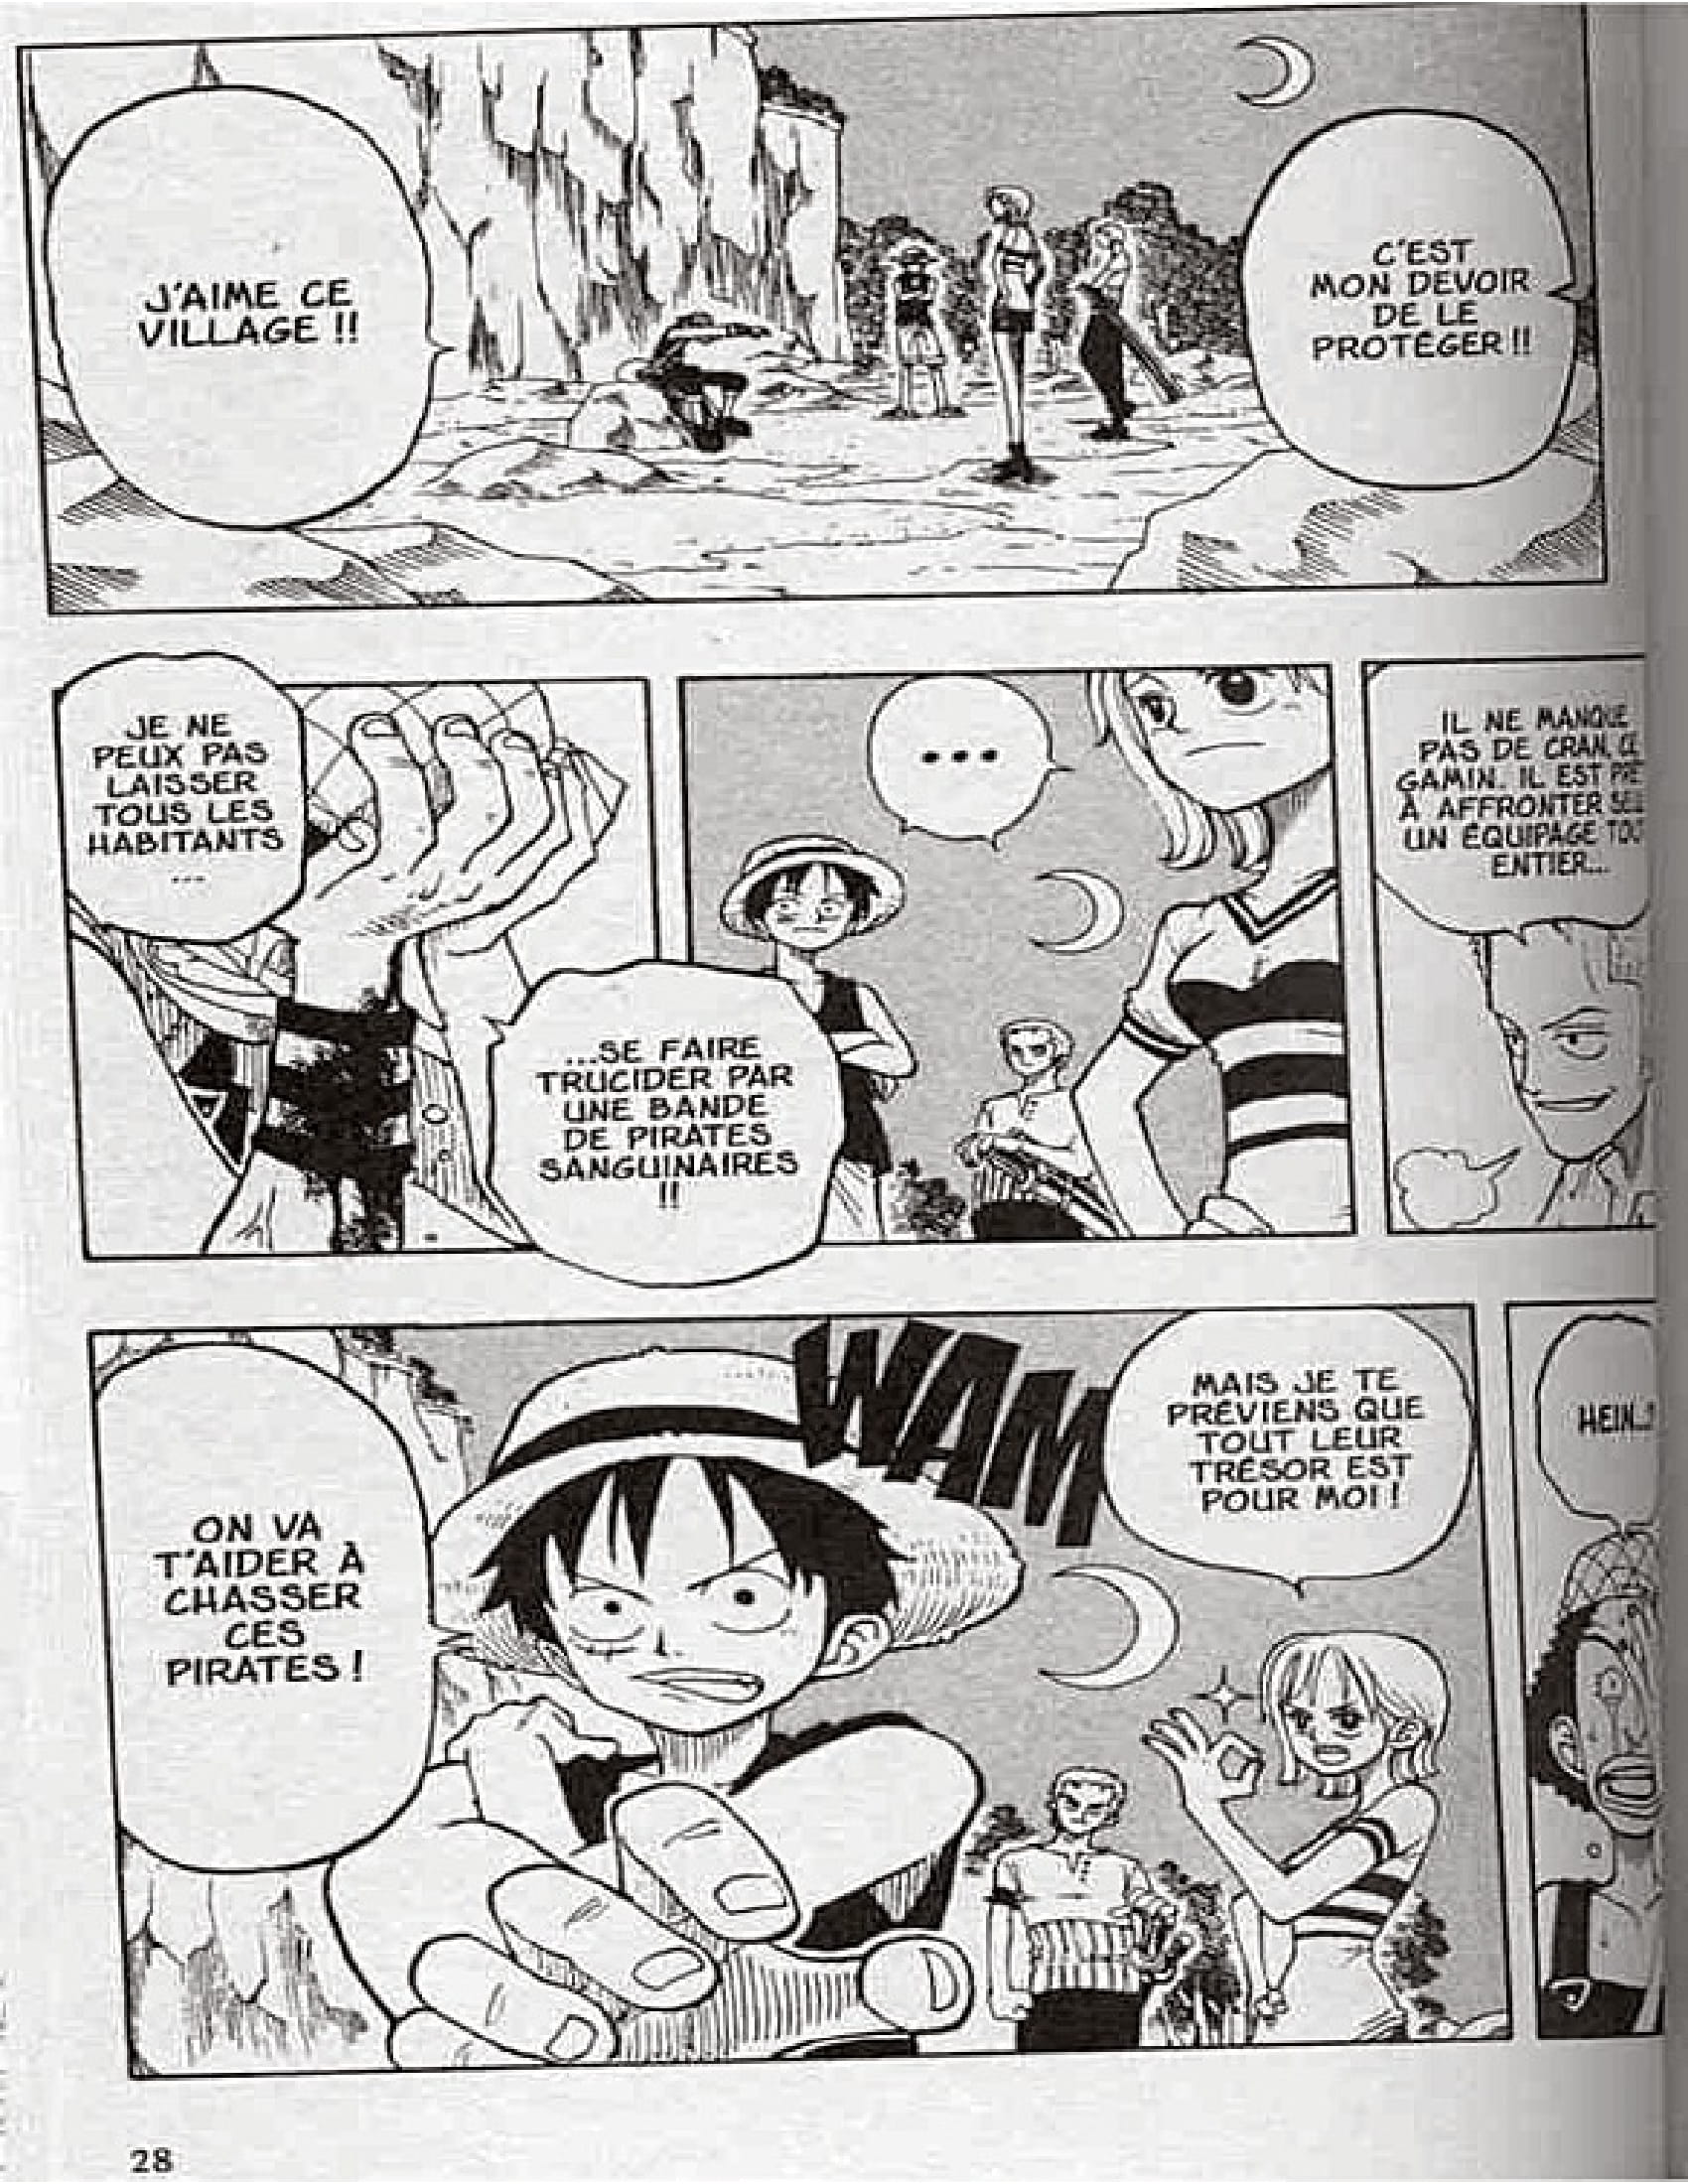 J'AIME CE
VILLAGE !!
C'EST
MON DEVOIR
DE LE
PROTÉGER !!
JE NE
PEUX PAS
LAISSER
TOUS LES
HABITANTS
...
...SE FAIRE
TRUCIDER PAR
UNE BANDE
DE PIRATES
SANGUINAIRES
!!
...
IL NE MANQUE
PAS DE CRAN,
GAMIN. IL EST
À AFFRONTER
UN ÉQUIPAGE
ENTIER...
ON VA
T'AIDER À
CHASSER
CES
PIRATES !
WAM
MAIS JE TE
PRÉVIENS QUE
TOUT LEUR
TRÉSOR EST
POUR MOI !
HEIN...
28